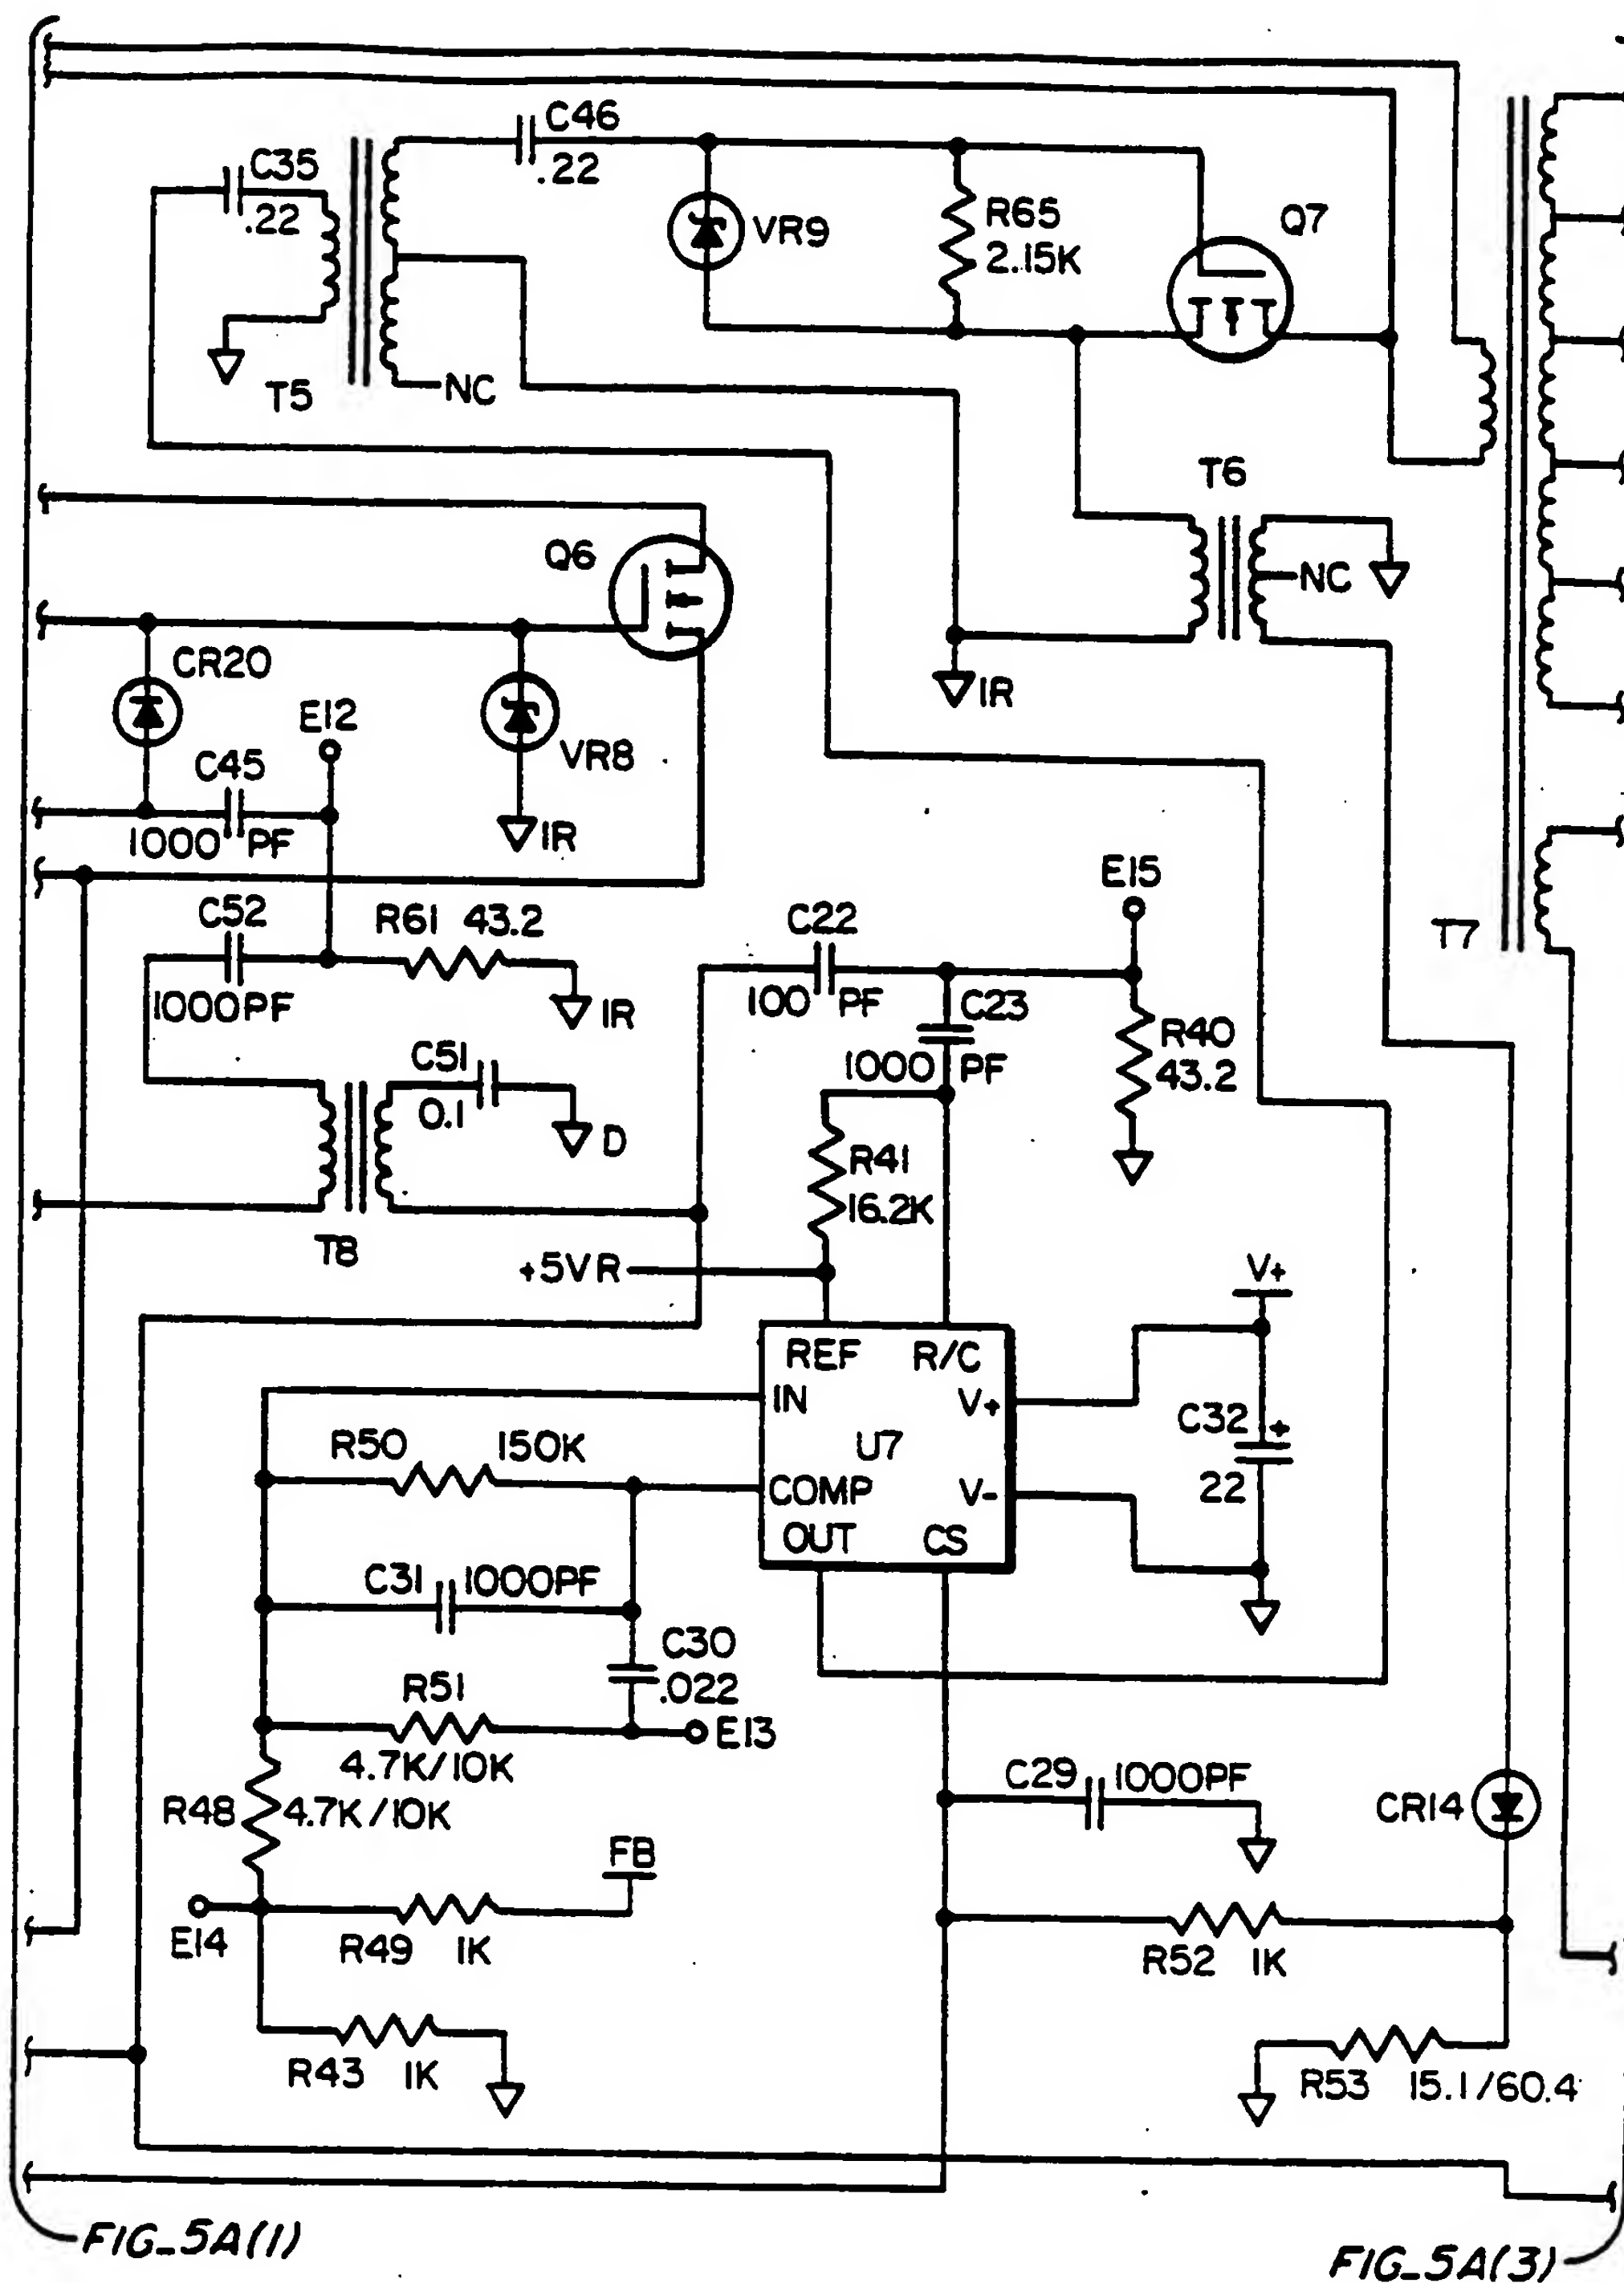 C46
.22
C35
.22
VR9
R65
2.15K
Q7
T5
NC
T6
NC
Q6
CR20
E12
VR8
IR
C45
1000 PF
IR
E15
C52
1000PF
R61 43.2
IR
C22
100 PF
C23
1000 PF
T7
R40
43.2
C51
0.1
D
R41
16.2K
T8
+5VR
V+
REF R/C
IN
V+
U7
COMP
V-
OUT CS
C32 +
22
R50 150K
C31 1000PF
C30
.022
R51
4.7K/10K
E13
R48 4.7K/10K
C29 1000PF
CR14
FB
E14
R49 1K
R52 1K
R43 1K
R53 15.1/60.4
FIG_5A(1)
FIG_5A(3)